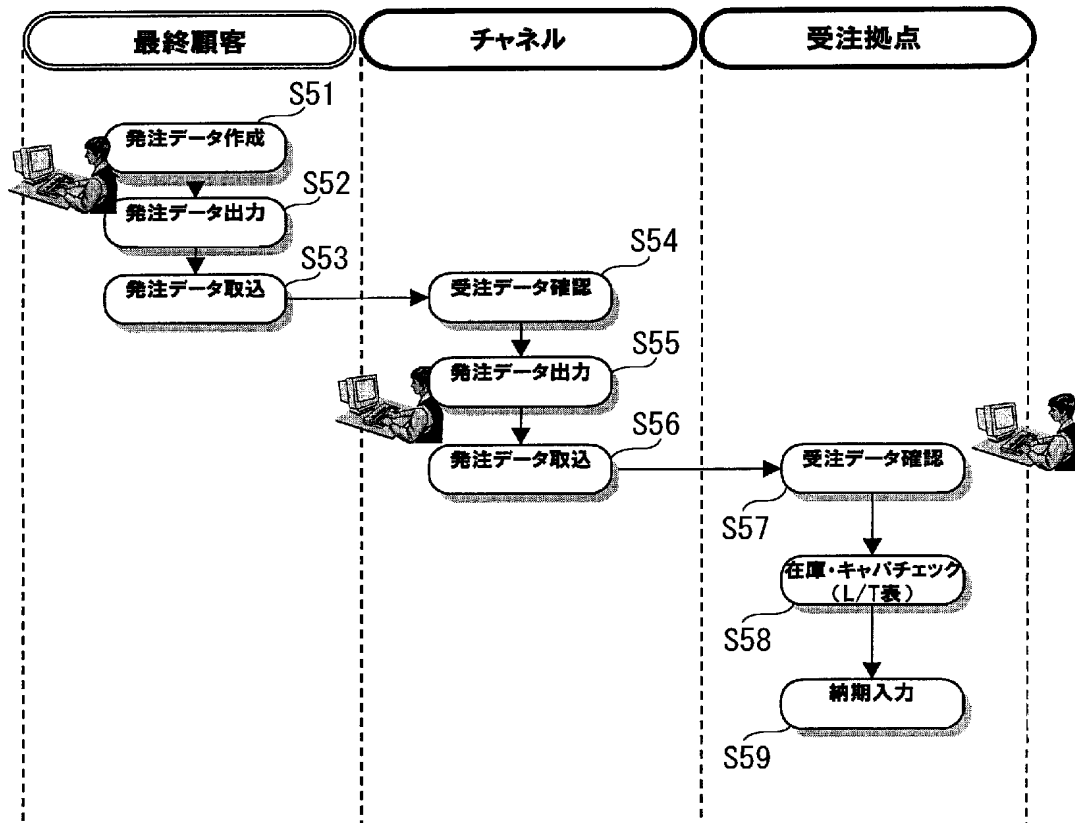 最終顧客
チャネル
受注拠点
S51
発注データ作成
S52
発注データ出力
S53
発注データ取込
S54
受注データ確認
S55
発注データ出力
S56
発注データ取込
受注データ確認
S57
在庫・キャパチェック
(L/T表)
S58
納期入力
S59